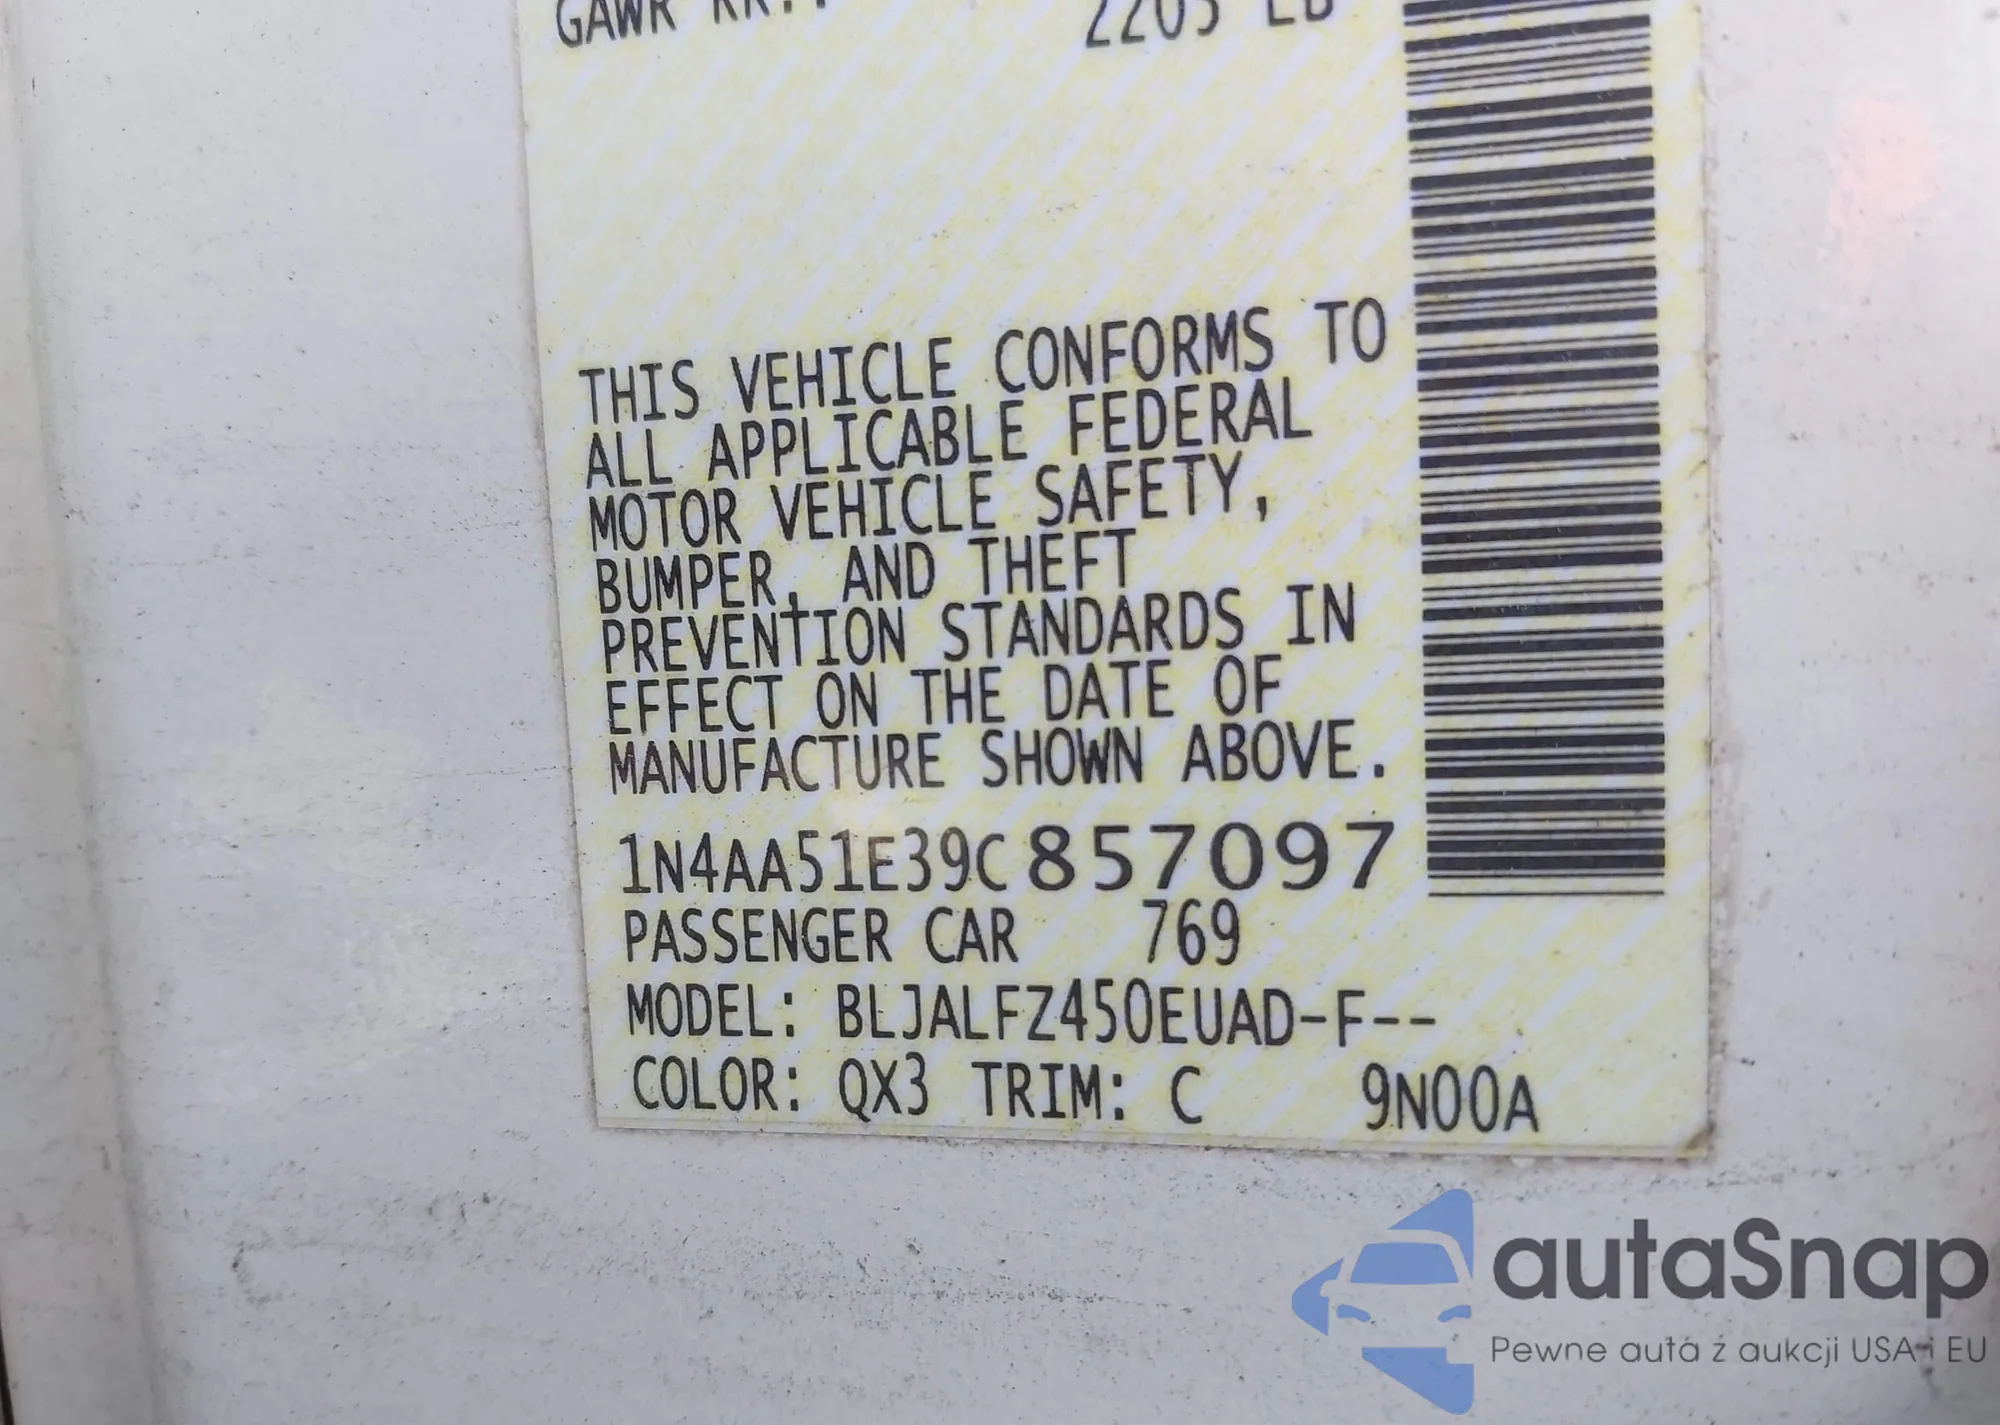 GAWR RR.: 2205 LB
THIS VEHICLE CONFORMS TO
ALL APPLICABLE FEDERAL
MOTOR VEHICLE SAFETY,
BUMPER, AND THEFT
PREVENTION STANDARDS IN
EFFECT ON THE DATE OF
MANUFACTURE SHOWN ABOVE.
1N4AA51E39C857097
PASSENGER CAR 769
MODEL: BLJALFZ450EUAD-F--
COLOR: QX3 TRIM: C 9N00A
autaSnap
Pewne auta z aukcji USA i EU